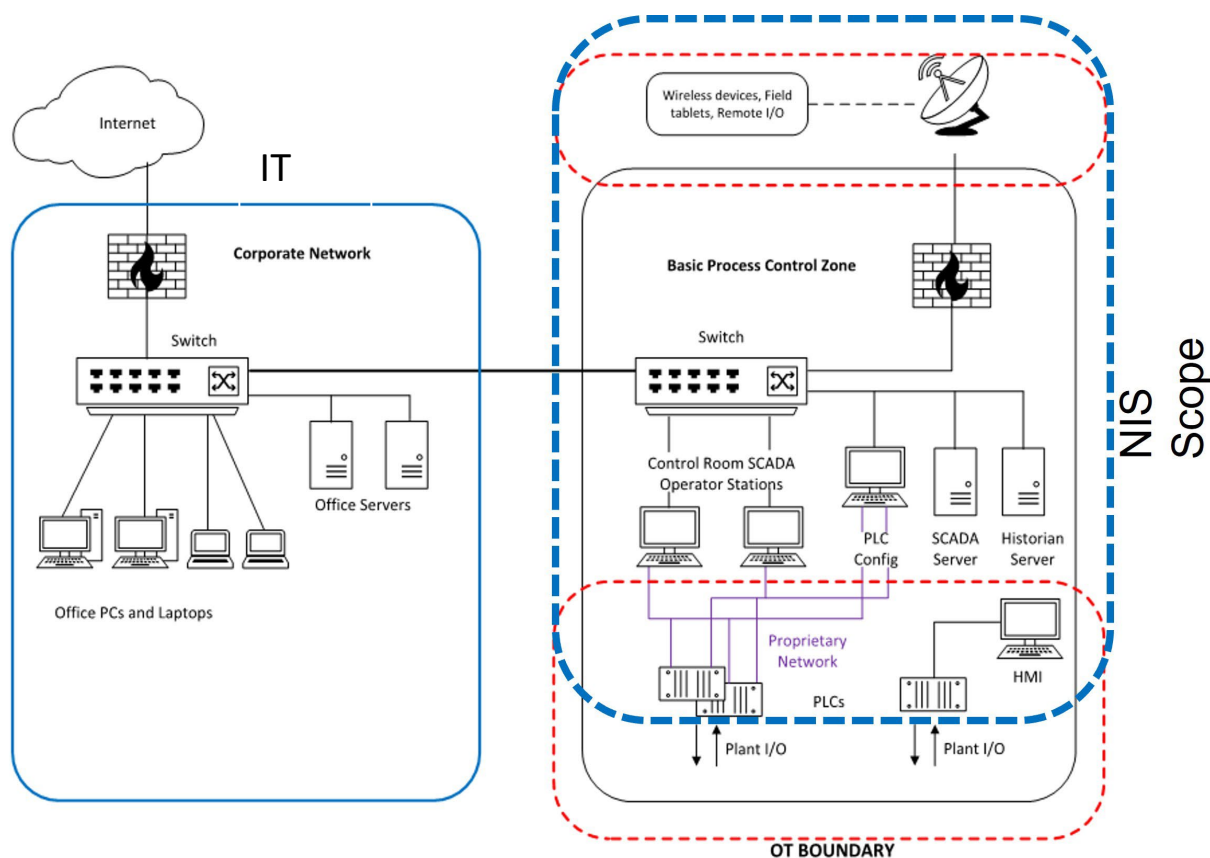 Internet
IT
Corporate Network
Switch
Office Servers
Office PCs and Laptops
Wireless devices, Field
tablets, Remote I/O
Basic Process Control Zone
Switch
Control Room SCADA
Operator Stations
PLC
Config
SCADA
Server
Historian
Server
Proprietary
Network
HMI
PLCs
Plant I/O
Plant I/O
OT BOUNDARY
NIS
Scope